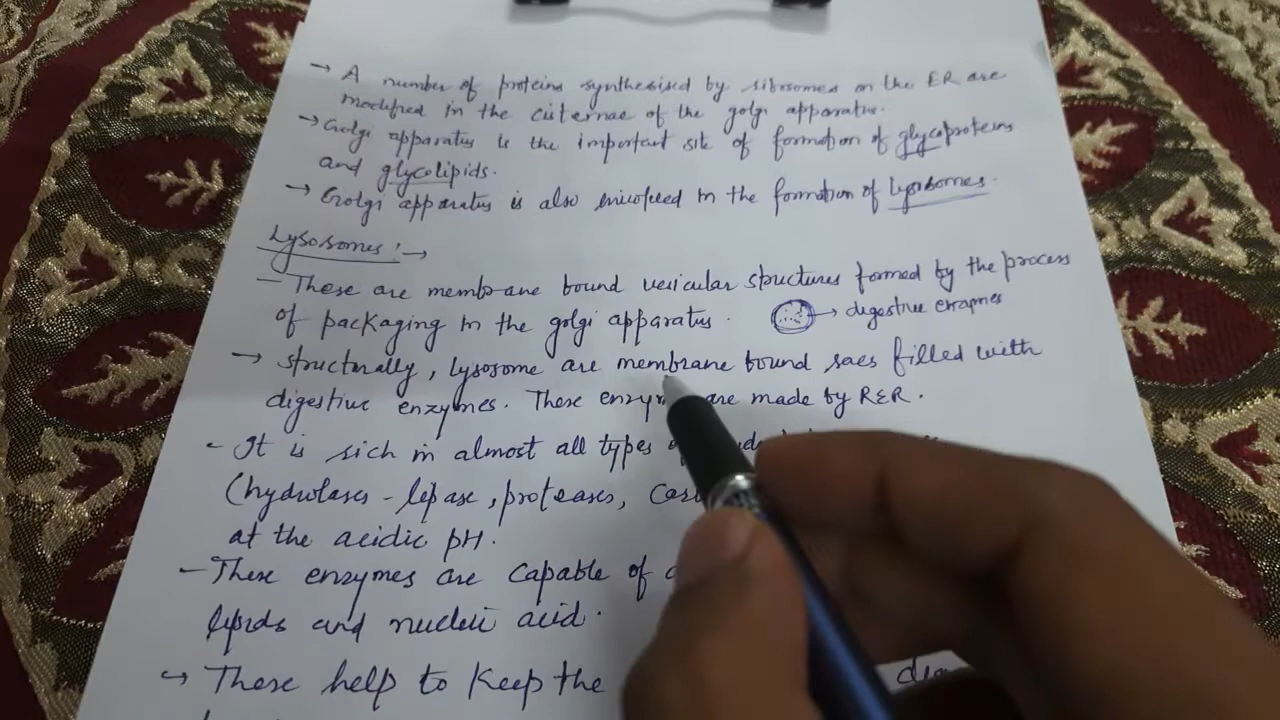 → A number of proteins synthesised by ribosomes on the ER are
modified in the cisternae of the golgi apparatus.
→ Golgi apparatus is the important site of formation of glycoproteins
and glycolipids.
→ Golgi apparatus is also involved in the formation of lysosomes.
Lysosomes :→
– These are membrane bound vesicular structures formed by the process
of packaging in the golgi apparatus.
→ digestive enzymes
→ structurally, lysosome are membrane bound sacs filled with
digestive enzymes. These are made by RER.
- It is rich in almost all types
(hydrolases - lipase, proteases,
at the acidic pH.
– These enzymes are capable of
lipids and nucleic acid.
→ These help to keep the